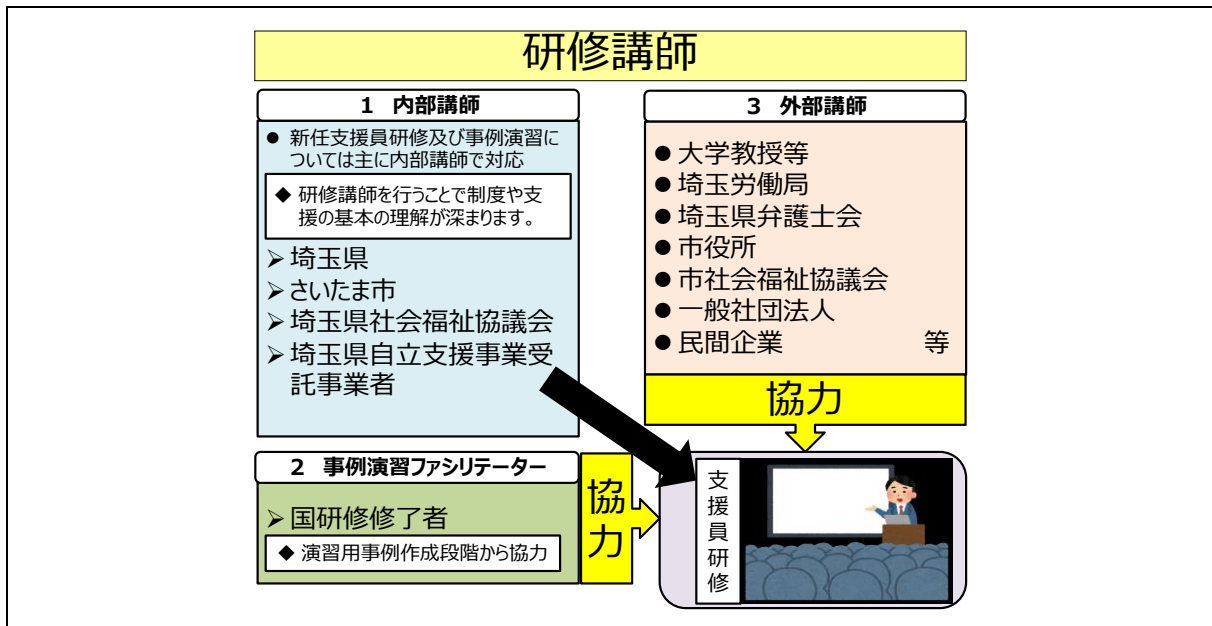 研修講師
1 内部講師
● 新任支援員研修及び事例演習に
ついては主に内部講師で対応
◆ 研修講師を行うことで制度や支
援の基本の理解が深まります。
➢ 埼玉県
➢ さいたま市
➢ 埼玉県社会福祉協議会
➢ 埼玉県自立支援事業受
託事業者
2 事例演習ファシリテーター
➢ 国研修修了者
◆ 演習用事例作成段階から協力
協力
3 外部講師
● 大学教授等
● 埼玉労働局
● 埼玉県弁護士会
● 市役所
● 市社会福祉協議会
● 一般社団法人
● 民間企業 等
協力
支援員研修